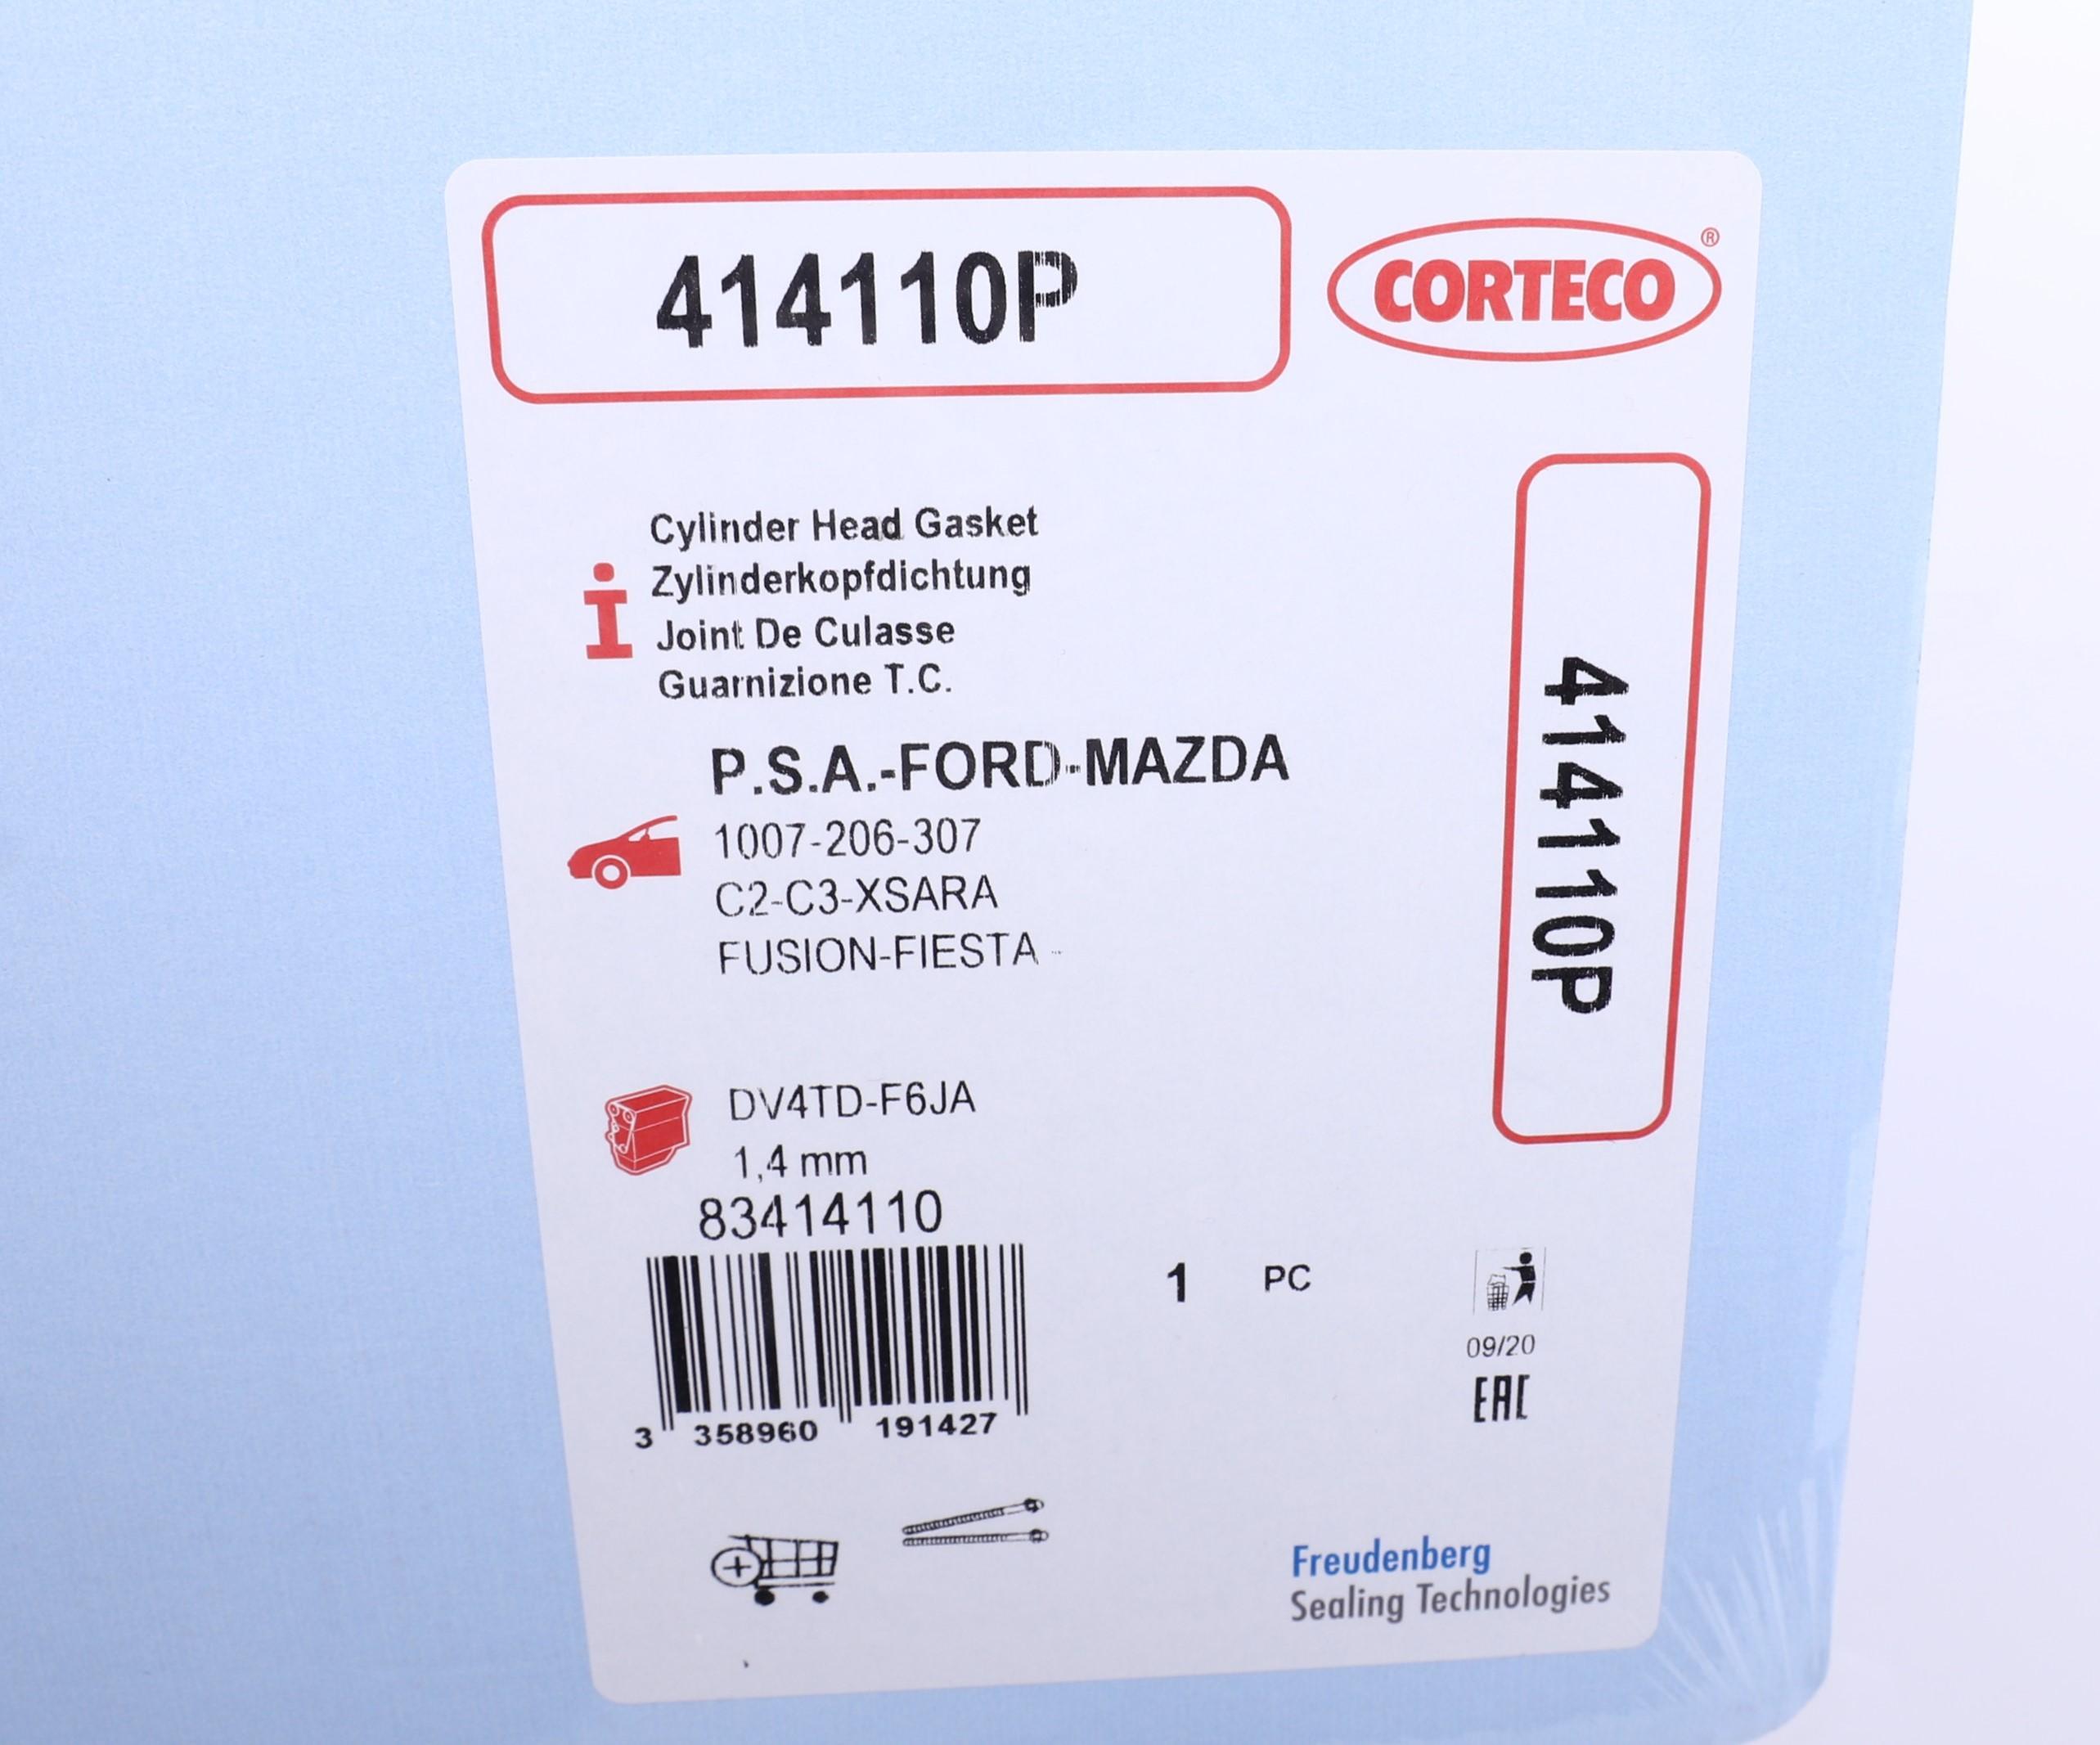 414110P
CORTECO®
Cylinder Head Gasket
Zylinderkopfdichtung
Joint De Culasse
Guarnizione T.C.
P.S.A.-FORD-MAZDA
1007-206-307
C2-C3-XSARA
FUSION-FIESTA -
414110P
DV4TD-F6JA
1,4 mm
83414110
1 PC
09/20
EAC
3 358960 191427
Freudenberg
Sealing Technologies